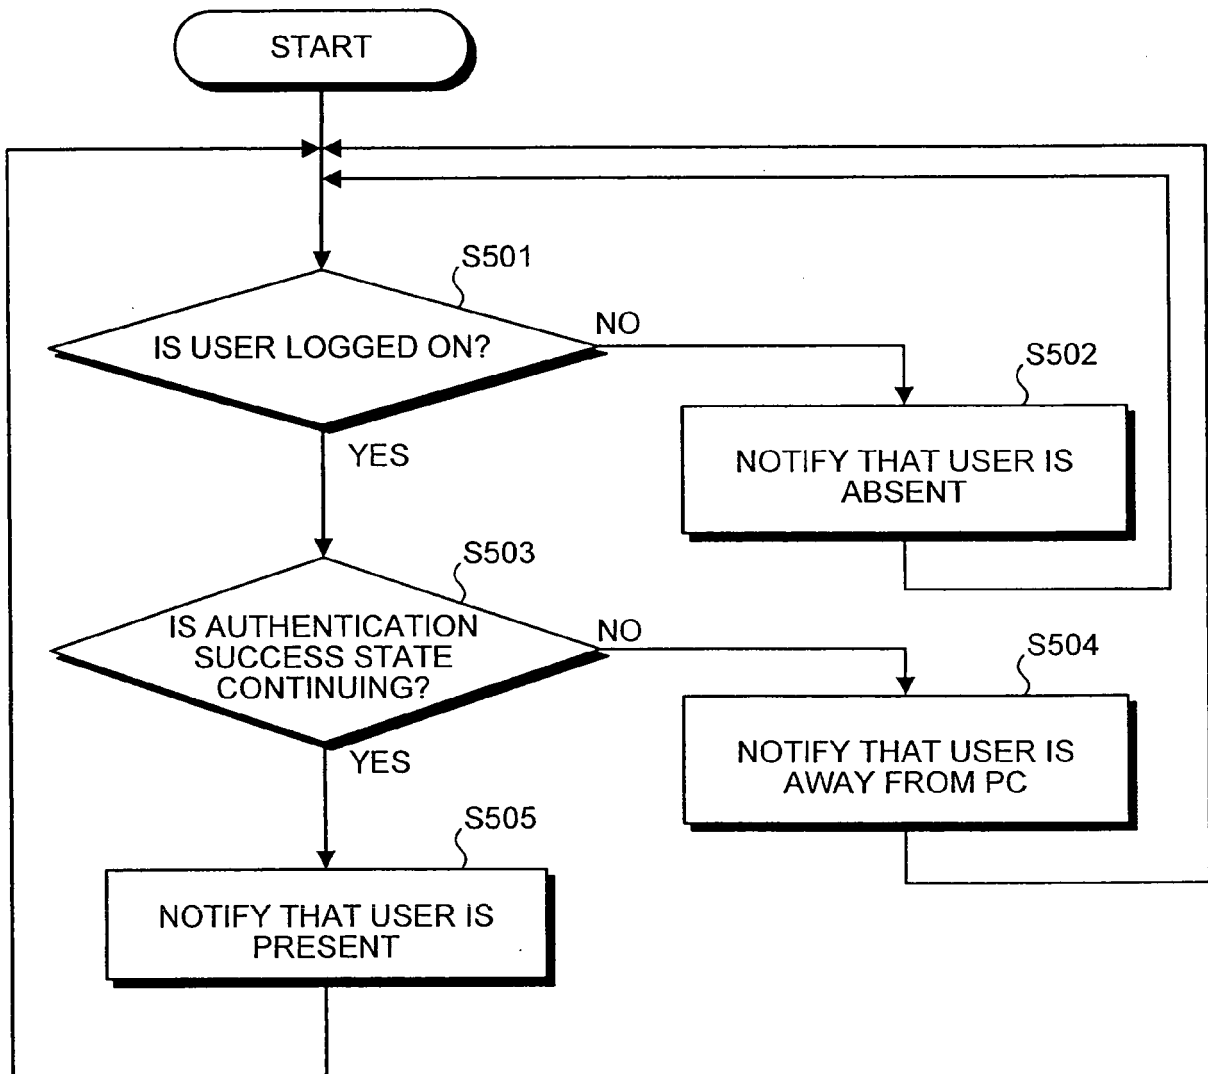 START
S501
IS USER LOGGED ON?
NO
YES
S502
NOTIFY THAT USER IS
ABSENT
S503
IS AUTHENTICATION
SUCCESS STATE
CONTINUING?
NO
YES
S504
NOTIFY THAT USER IS
AWAY FROM PC
S505
NOTIFY THAT USER IS
PRESENT